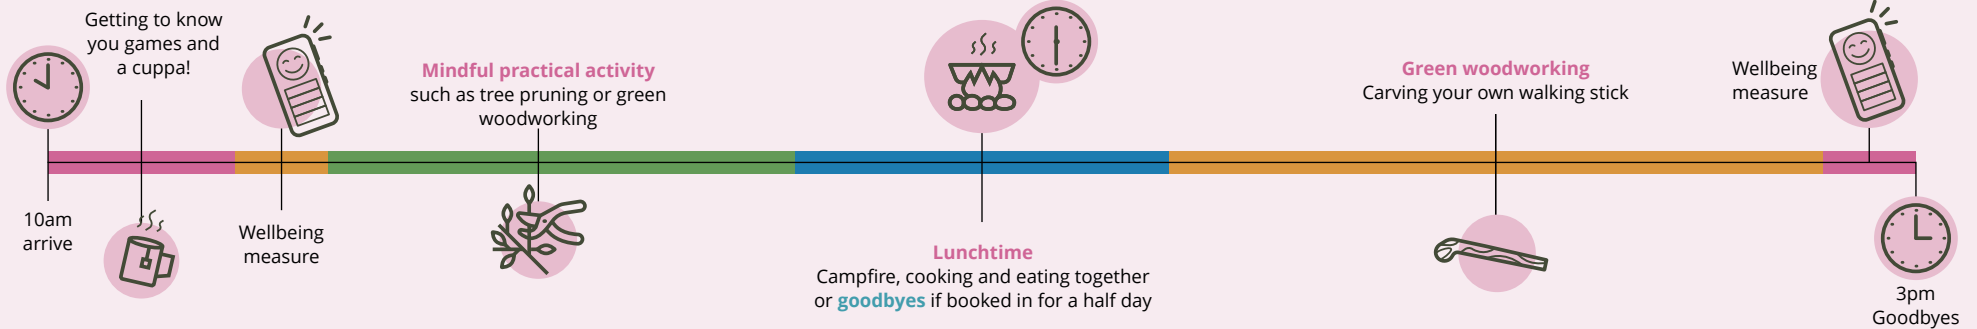 10am
arrive
Getting to know
you games and
a cuppa!
Wellbeing
measure
Mindful practical activity
such as tree pruning or green
woodworking
Lunchtime
Campfire, cooking and eating together
or goodbyes if booked in for a half day
Green woodworking
Carving your own walking stick
Wellbeing
measure
3pm
Goodbyes